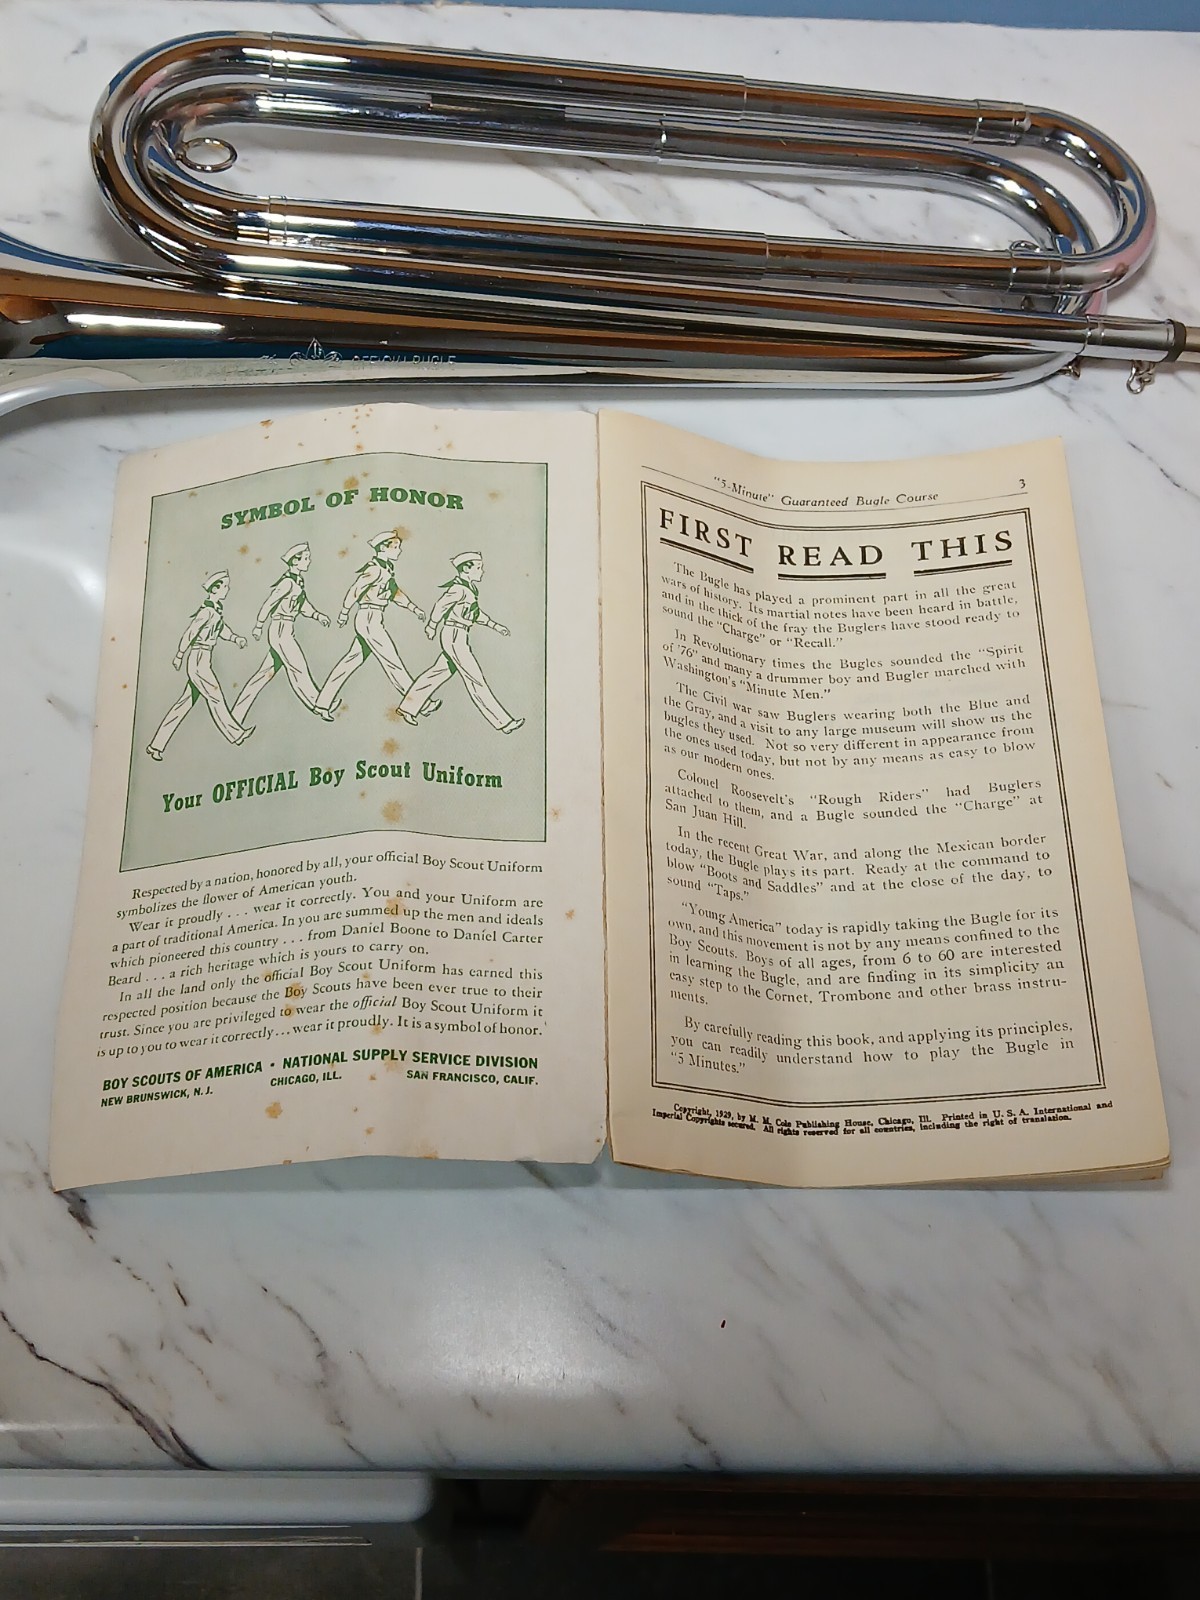 OFFICIAL BUGLE
SYMBOL OF HONOR
Your OFFICIAL Boy Scout Uniform
Respected by a nation, honored by all, your official Boy Scout Uniform
symbolizes the flower of American youth.
Wear it proudly . . . wear it correctly. You and your Uniform are
a part of traditional America. In you are summed up the men and ideals
which pioneered this country . . . from Daniel Boone to Daniel Carter
Beard . . . a rich heritage which is yours to carry on.
In all the land only the official Boy Scout Uniform has earned this
respected position because the Boy Scouts have been ever true to their
trust. Since you are privileged to wear the official Boy Scout Uniform it
is up to you to wear it correctly...wear it proudly. It is a symbol of honor.
BOY SCOUTS OF AMERICA • NATIONAL SUPPLY SERVICE DIVISION
NEW BRUNSWICK, N. J. CHICAGO, ILL. SAN FRANCISCO, CALIF.
"5-Minute" Guaranteed Bugle Course 3
FIRST READ THIS
The Bugle has played a prominent part in all the great
wars of history. Its martial notes have been heard in battle,
and in the thick of the fray the Buglers have stood ready to
sound the "Charge" or "Recall."
In Revolutionary times the Bugles sounded the "Spirit
of '76" and many a drummer boy and Bugler marched with
Washington's "Minute Men."
The Civil war saw Buglers wearing both the Blue and
the Gray, and a visit to any large museum will show us the
bugles they used. Not so very different in appearance from
the ones used today, but not by any means as easy to blow
as our modern ones.
Colonel Roosevelt's "Rough Riders" had Buglers
attached to them, and a Bugle sounded the "Charge" at
San Juan Hill.
In the recent Great War, and along the Mexican border
today, the Bugle plays its part. Ready at the command to
blow "Boots and Saddles" and at the close of the day, to
sound "Taps."
"Young America" today is rapidly taking the Bugle for its
own, and this movement is not by any means confined to the
Boy Scouts. Boys of all ages, from 6 to 60 are interested
in learning the Bugle, and are finding in its simplicity an
easy step to the Cornet, Trombone and other brass instru-
ments.
By carefully reading this book, and applying its principles,
you can readily understand how to play the Bugle in
"5 Minutes."
Copyright, 1929, by M. M. Cole Publishing House, Chicago, Ill. Printed in U. S. A. International and
Imperial Copyrights secured. All rights reserved for all countries, including the right of translation.